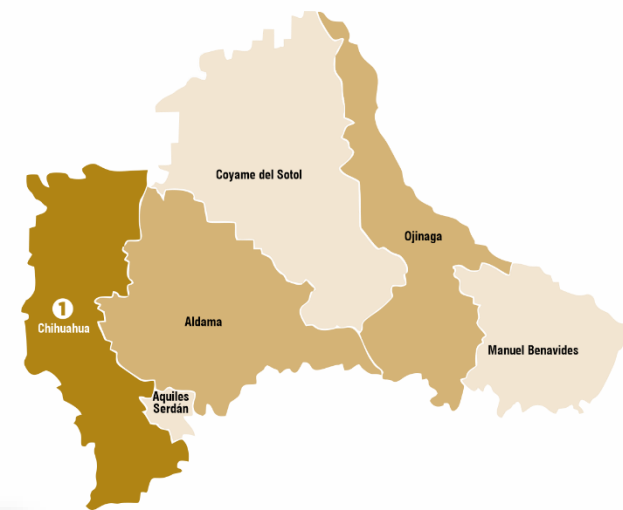 Coyame del Sotol
Ojinaga
1
Chihuahua
Aldama
Manuel Benavides
Aquiles
Serdán